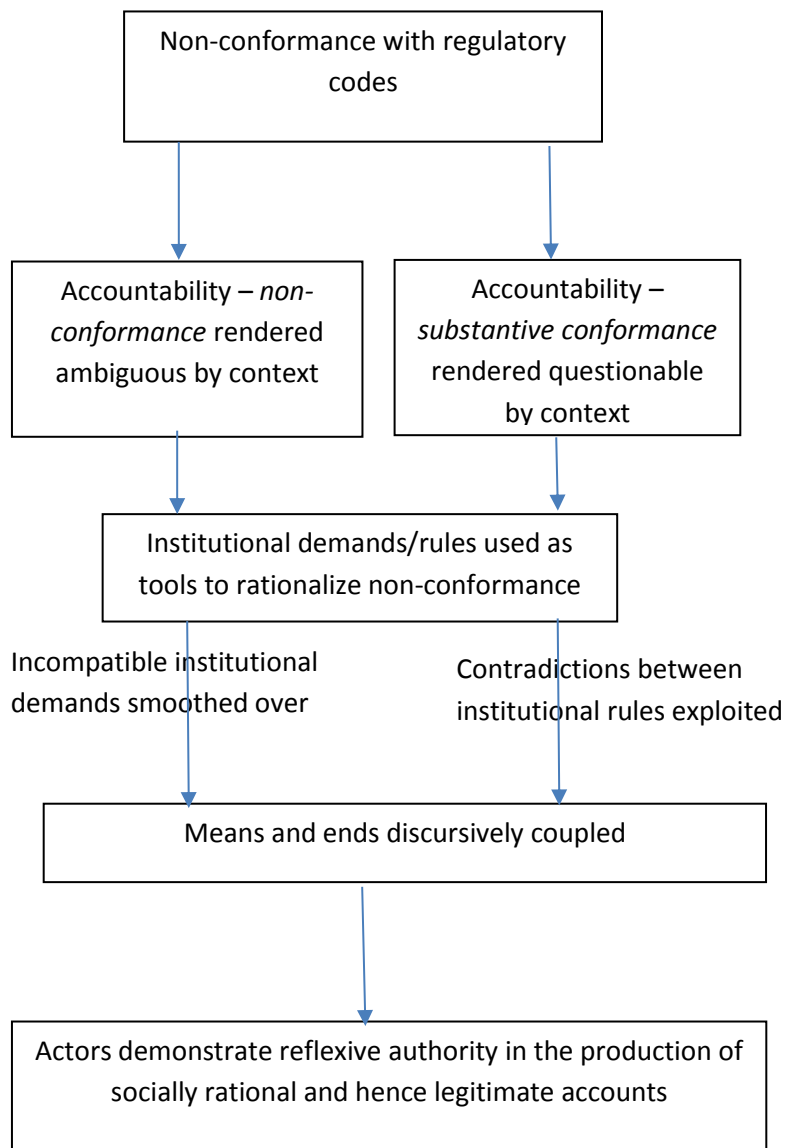 Non-conformance with regulatory
codes
Accountability – non-
conformance rendered
ambiguous by context
Accountability –
substantive conformance
rendered questionable
by context
Institutional demands/rules used as
tools to rationalize non-conformance
Incompatible institutional
demands smoothed over
Contradictions between
institutional rules exploited
Means and ends discursively coupled
Actors demonstrate reflexive authority in the production of
socially rational and hence legitimate accounts